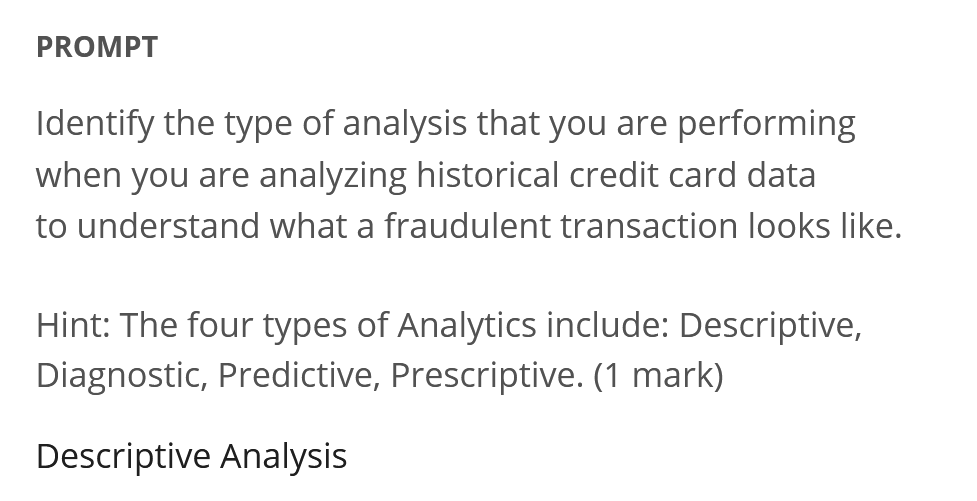 PROMPT
Identify the type of analysis that you are performing
when you are analyzing historical credit card data
to understand what a fraudulent transaction looks like.
Hint: The four types of Analytics include: Descriptive,
Diagnostic, Predictive, Prescriptive. (1 mark)
Descriptive Analysis